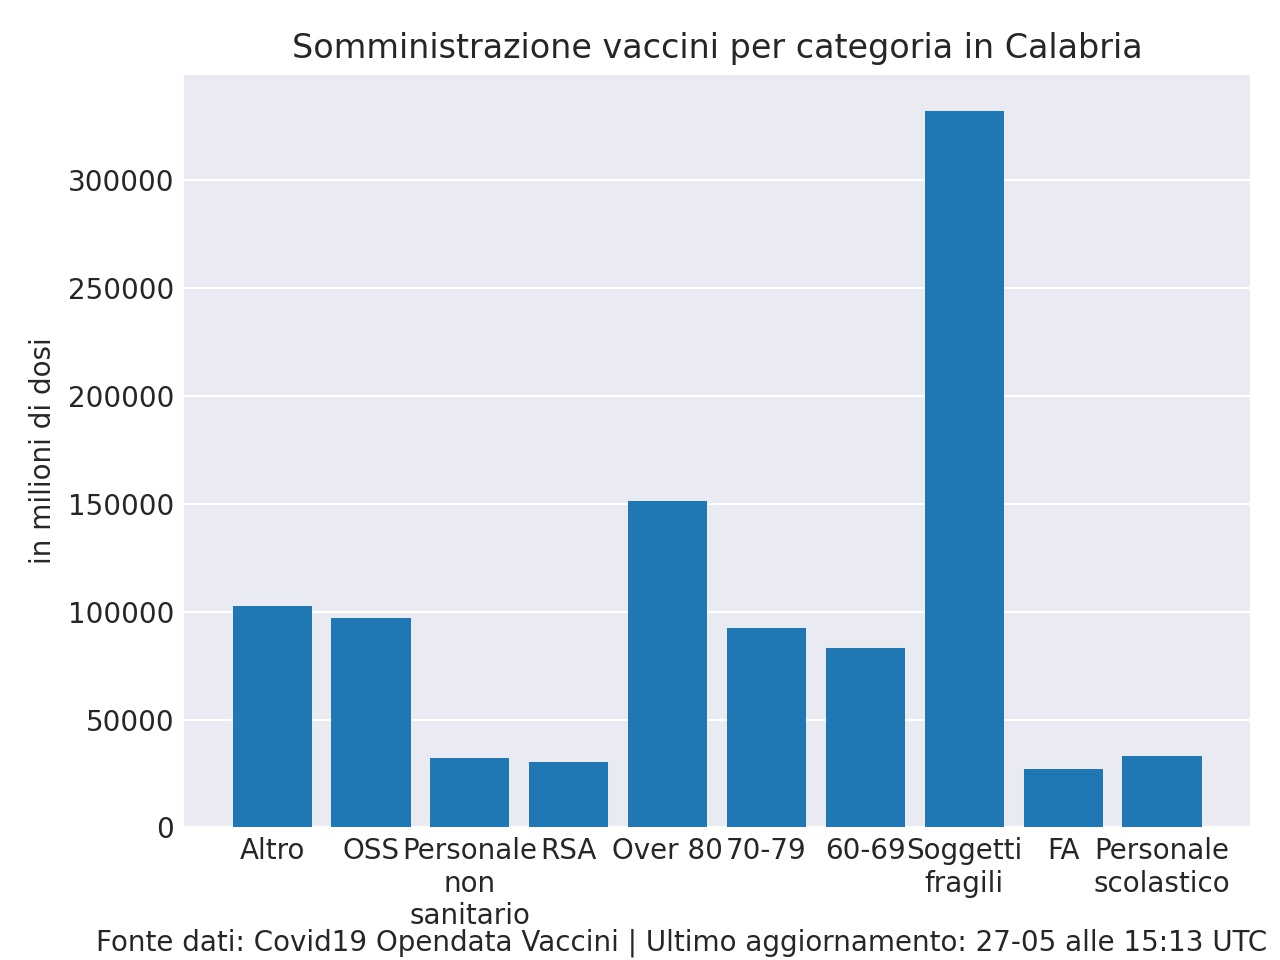 Somministrazione vaccini per categoria in Calabria
in milioni di dosi
300000
250000
200000
150000
100000
50000
0
Altro
OSS
Personale
non
sanitario
RSA
Over 80
70-79
60-69
Soggetti
fragili
FA
Personale
scolastico
Fonte dati: Covid19 Opendata Vaccini | Ultimo aggiornamento: 27-05 alle 15:13 UTC